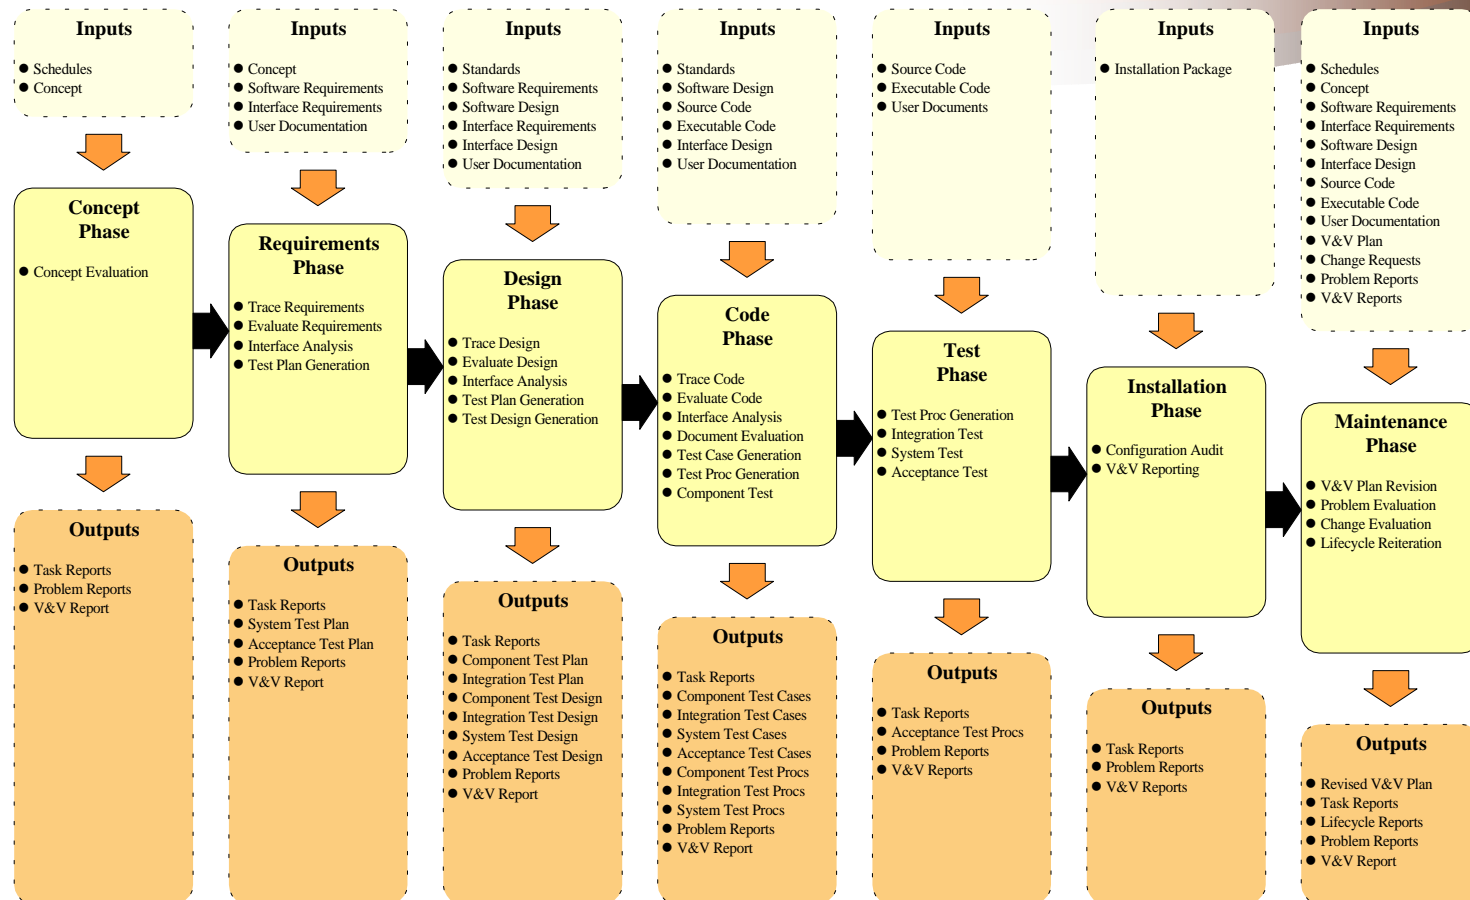 Inputs
Schedules
Concept
Concept
Phase
Concept Evaluation
Outputs
Task Reports
Problem Reports
V&V Report
Inputs
Concept
Software Requirements
Interface Requirements
User Documentation
Requirements
Phase
Trace Requirements
Evaluate Requirements
Interface Analysis
Test Plan Generation
Outputs
Task Reports
System Test Plan
Acceptance Test Plan
Problem Reports
V&V Report
Inputs
Standards
Software Requirements
Software Design
Interface Requirements
Interface Design
User Documentation
Design
Phase
Trace Design
Evaluate Design
Interface Analysis
Test Plan Generation
Test Design Generation
Outputs
Task Reports
Component Test Plan
Integration Test Plan
Component Test Design
Integration Test Design
System Test Design
Acceptance Test Design
Problem Reports
V&V Report
Inputs
Standards
Software Design
Source Code
Executable Code
Interface Design
User Documentation
Code
Phase
Trace Code
Evaluate Code
Interface Analysis
Document Evaluation
Test Case Generation
Test Proc Generation
Component Test
Outputs
Task Reports
Component Test Cases
Integration Test Cases
System Test Cases
Acceptance Test Cases
Component Test Procs
Integration Test Procs
System Test Procs
Problem Reports
V&V Report
Inputs
Source Code
Executable Code
User Documents
Test
Phase
Test Proc Generation
Integration Test
System Test
Acceptance Test
Outputs
Task Reports
Acceptance Test Procs
Problem Reports
V&V Reports
Inputs
Installation Package
Installation
Phase
Configuration Audit
V&V Reporting
Outputs
Task Reports
Problem Reports
V&V Reports
Inputs
Schedules
Concept
Software Requirements
Interface Requirements
Software Design
Interface Design
Source Code
Executable Code
User Documentation
V&V Plan
Change Requests
Problem Reports
V&V Reports
Maintenance
Phase
V&V Plan Revision
Problem Evaluation
Change Evaluation
Lifecycle Reiteration
Outputs
Revised V&V Plan
Task Reports
Lifecycle Reports
Problem Reports
V&V Report